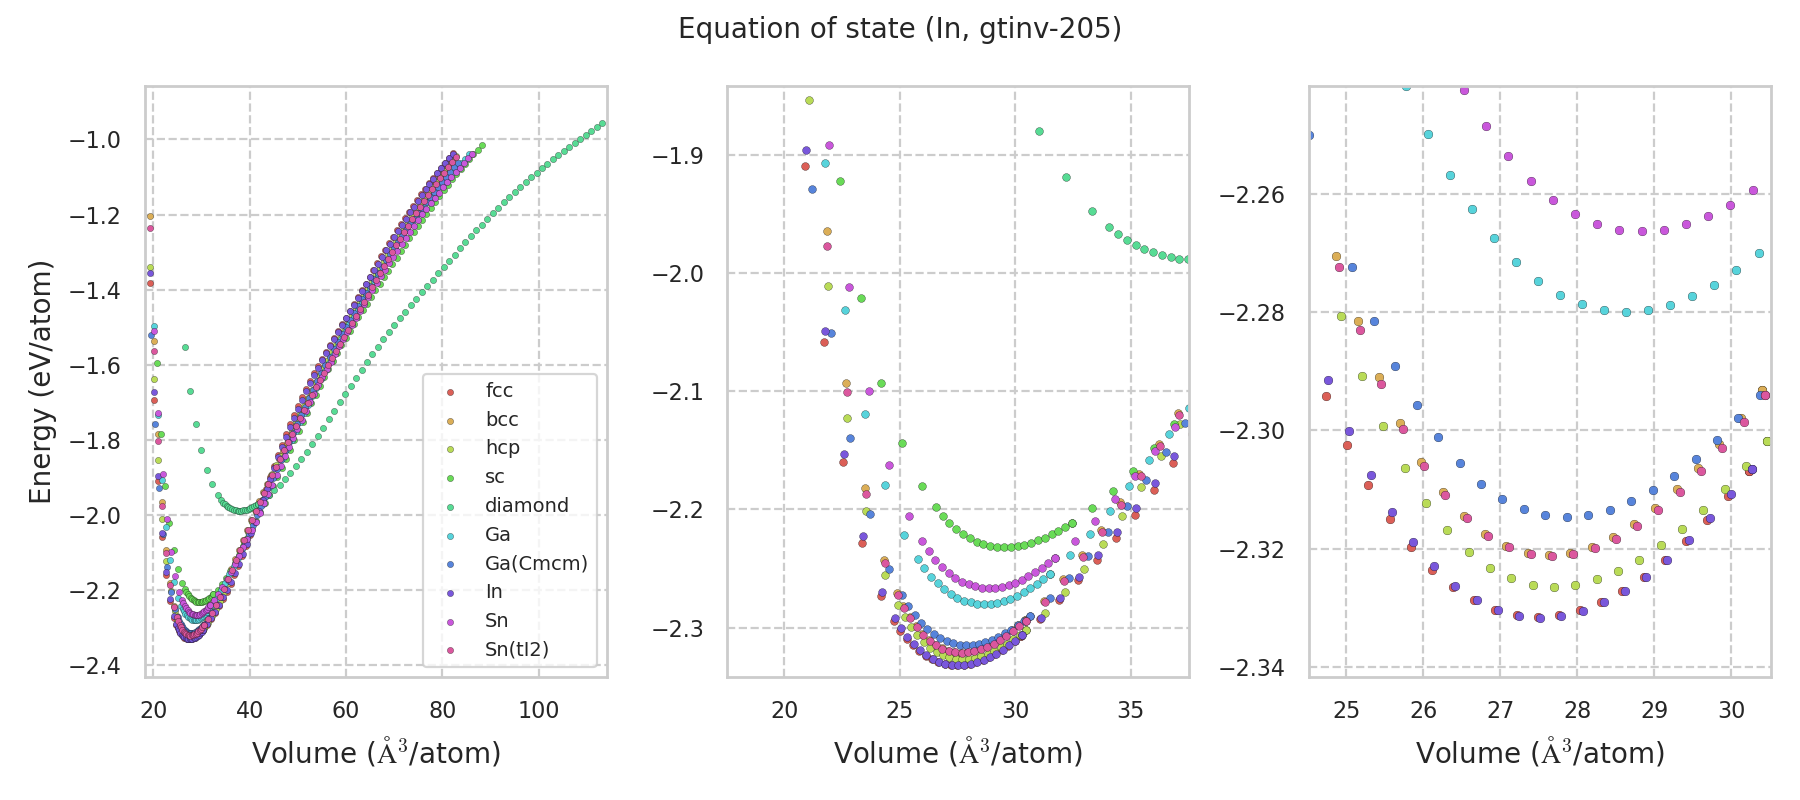 Equation of state (In, gtinv-205)
Energy (eV/atom)
−1.0
−1.2
−1.4
−1.6
−1.8
−2.0
−2.2
−2.4
20 40 60 80 100
Volume (Å³/atom)
fcc
bcc
hcp
sc
diamond
Ga
Ga(Cmcm)
In
Sn
Sn(tI2)
−1.9
−2.0
−2.1
−2.2
−2.3
20 25 30 35
Volume (Å³/atom)
−2.26
−2.28
−2.30
−2.32
−2.34
25 26 27 28 29 30
Volume (Å³/atom)